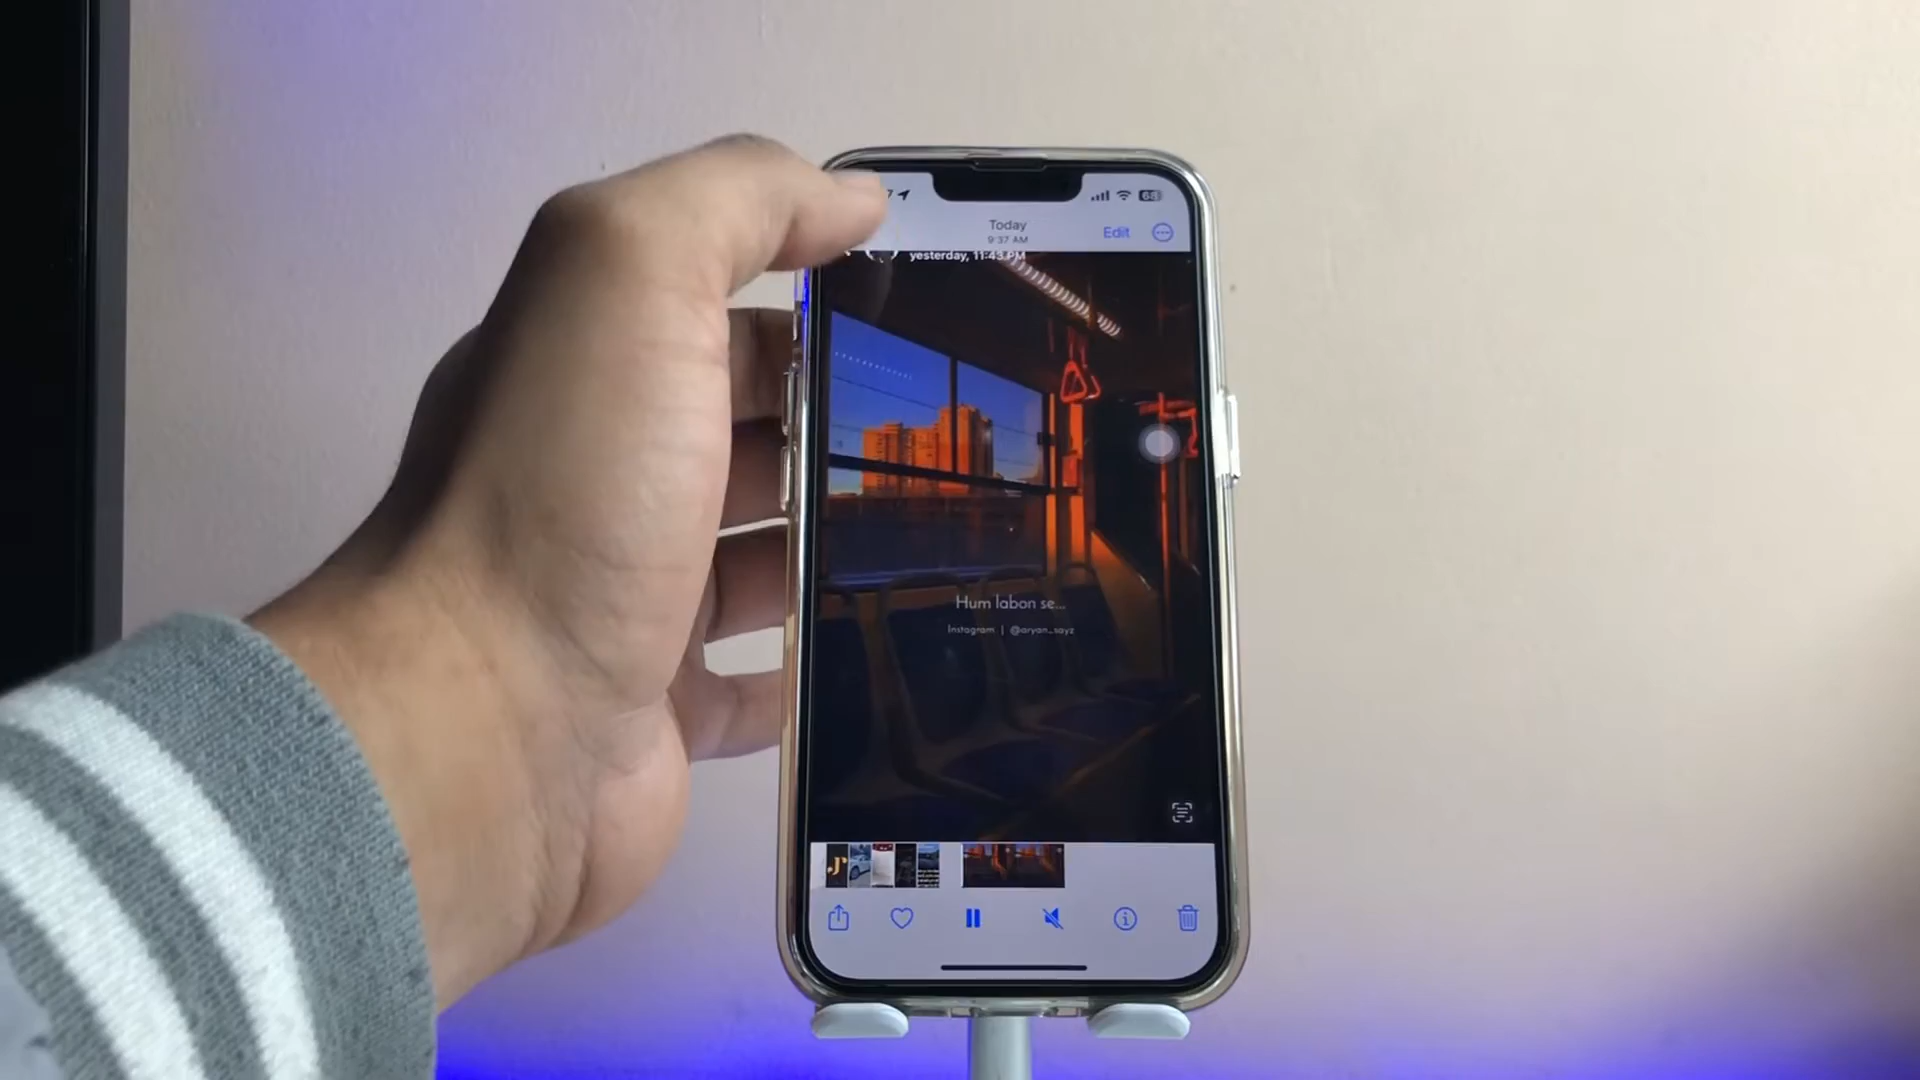 Today
9:37 AM
Edit
yesterday, 11:43 PM
Hum labon se...
Instagram | @aryan_sayz